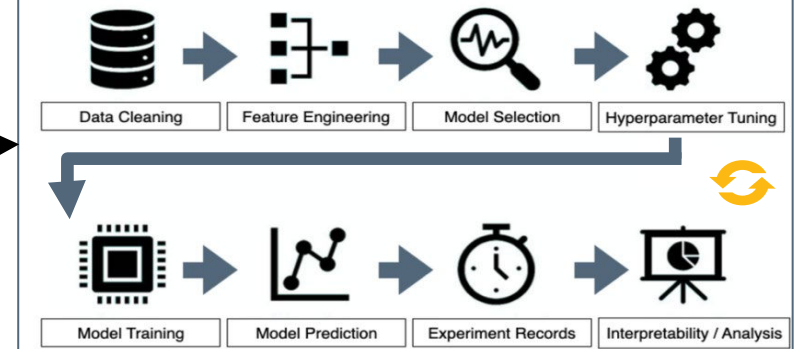 Data Cleaning
Feature Engineering
Model Selection
Hyperparameter Tuning
Model Training
Model Prediction
Experiment Records
Interpretability / Analysis